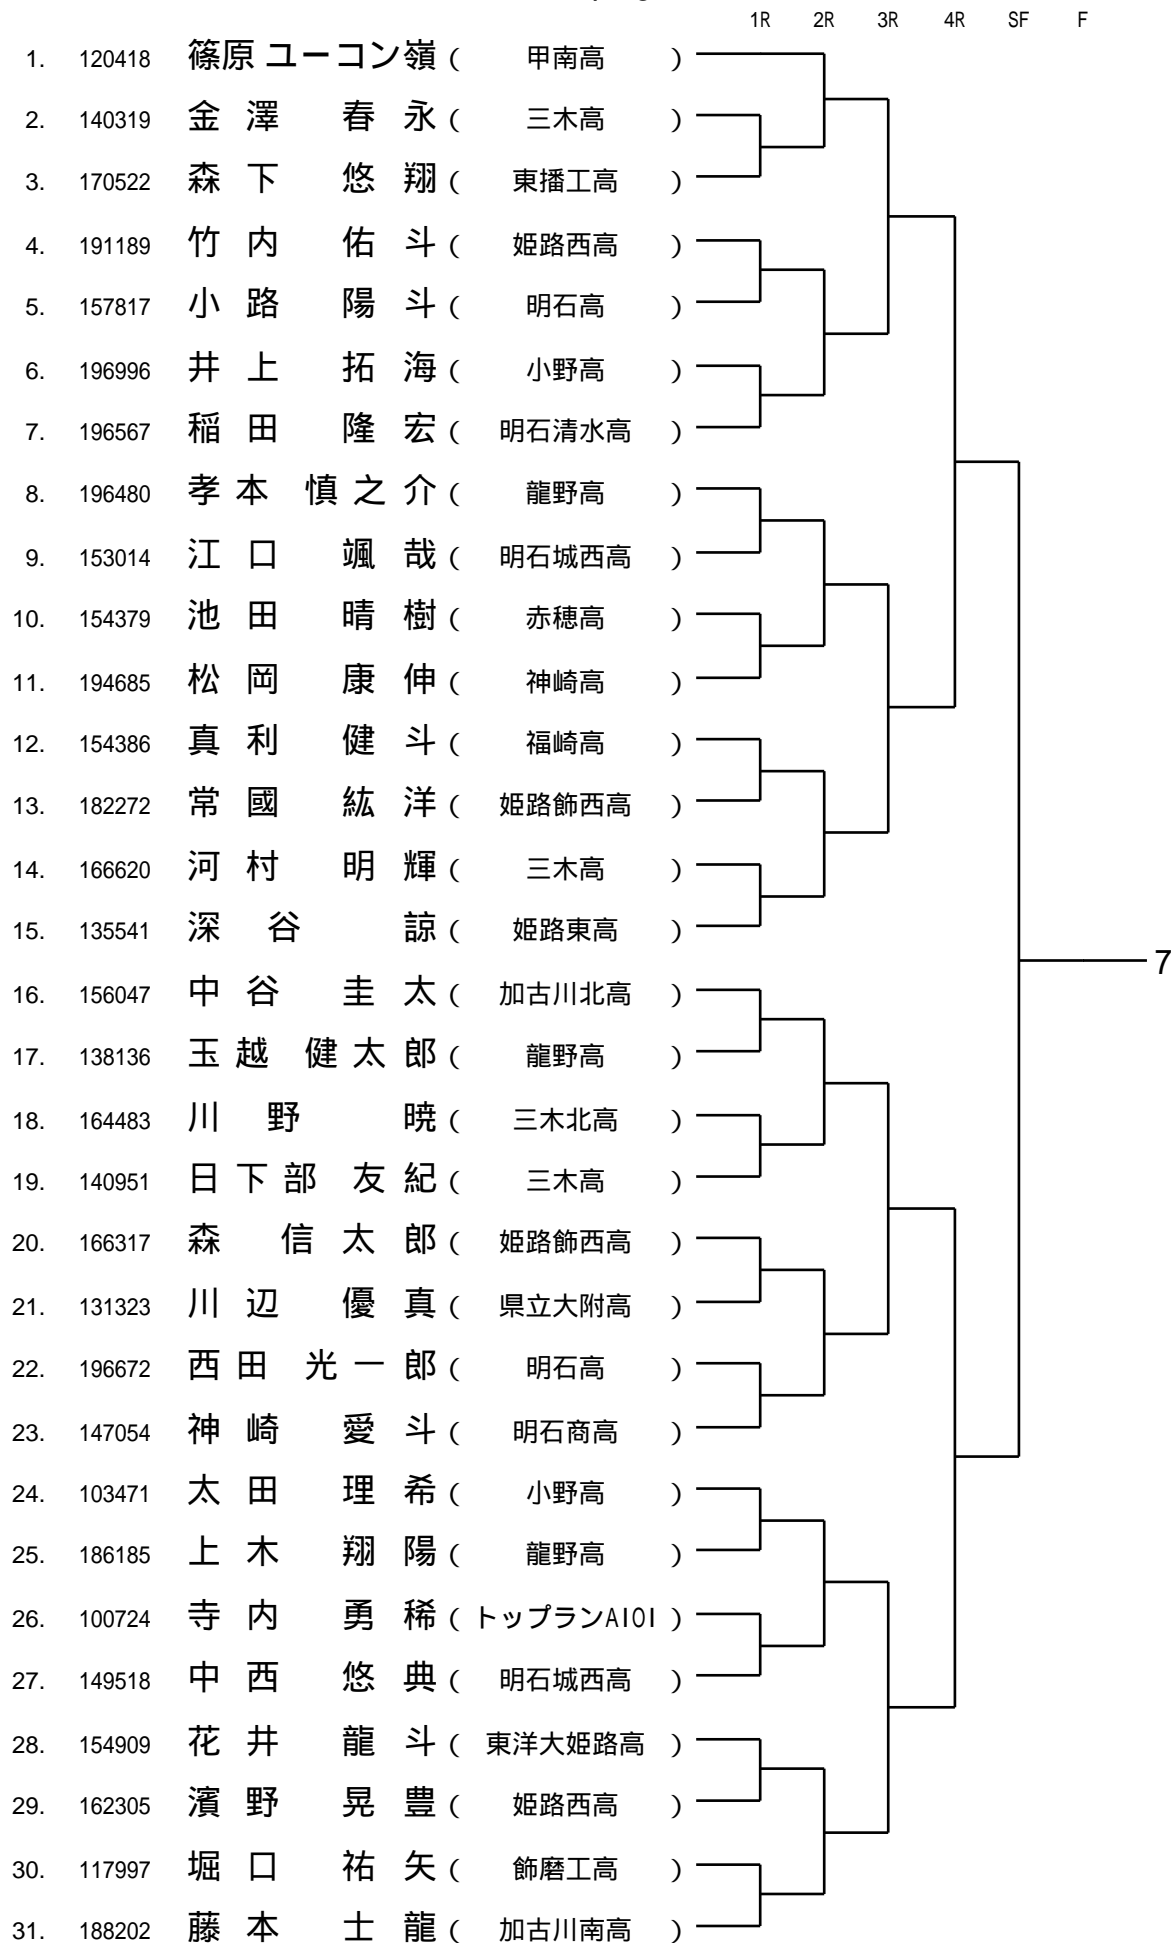 1R 2R 3R 4R SF F
1. 120418 篠原 ユーコン嶺 ( 甲南高 )
2. 140319 金澤 春永 ( 三木高 )
3. 170522 森下 悠翔 ( 東播工高 )
4. 191189 竹内 佑斗 ( 姫路西高 )
5. 157817 小路 陽斗 ( 明石高 )
6. 196996 井上 拓海 ( 小野高 )
7. 196567 稲田 隆宏 ( 明石清水高 )
8. 196480 孝本 慎之介 ( 龍野高 )
9. 153014 江口 颯哉 ( 明石城西高 )
10. 154379 池田 晴樹 ( 赤穂高 )
11. 194685 松岡 康伸 ( 神崎高 )
12. 154386 真利 健斗 ( 福崎高 )
13. 182272 常國 紘洋 ( 姫路飾西高 )
14. 166620 河村 明輝 ( 三木高 )
15. 135541 深谷 諒 ( 姫路東高 )
7
16. 156047 中谷 圭太 ( 加古川北高 )
17. 138136 玉越 健太郎 ( 龍野高 )
18. 164483 川野 暁 ( 三木北高 )
19. 140951 日下部 友紀 ( 三木高 )
20. 166317 森 信太郎 ( 姫路飾西高 )
21. 131323 川辺 優真 ( 県立大附高 )
22. 196672 西田 光一郎 ( 明石高 )
23. 147054 神崎 愛斗 ( 明石商高 )
24. 103471 太田 理希 ( 小野高 )
25. 186185 上木 翔陽 ( 龍野高 )
26. 100724 寺内 勇稀 ( トップランAIOI )
27. 149518 中西 悠典 ( 明石城西高 )
28. 154909 花井 龍斗 ( 東洋大姫路高 )
29. 162305 濱野 晃豊 ( 姫路西高 )
30. 117997 堀口 祐矢 ( 飾磨工高 )
31. 188202 藤本 士龍 ( 加古川南高 )